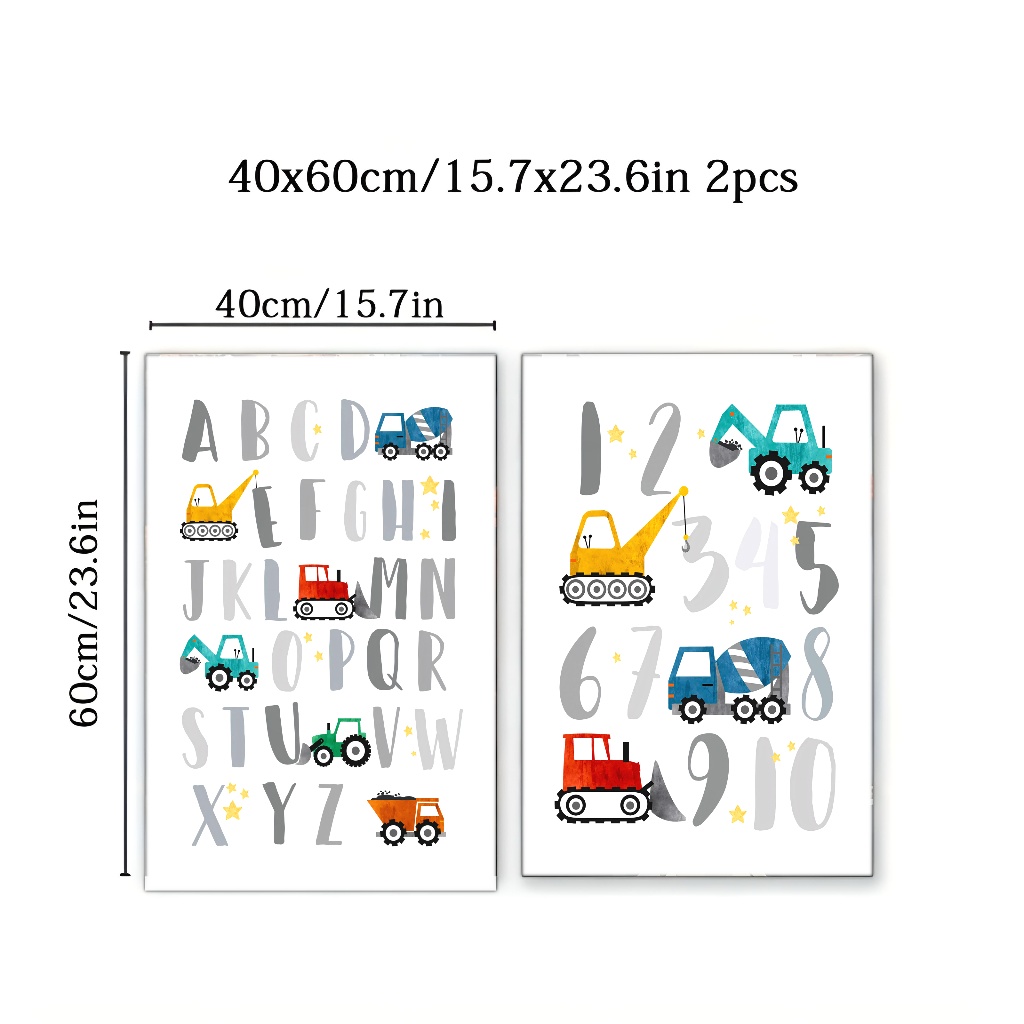 40x60cm/15.7x23.6in 2pcs
40cm/15.7in
60cm/23.6in
A B C D
E F G H I
J K L M N
O P Q R
S T U V W
X Y Z
1 2
3 4 5
6 7 8
9 10